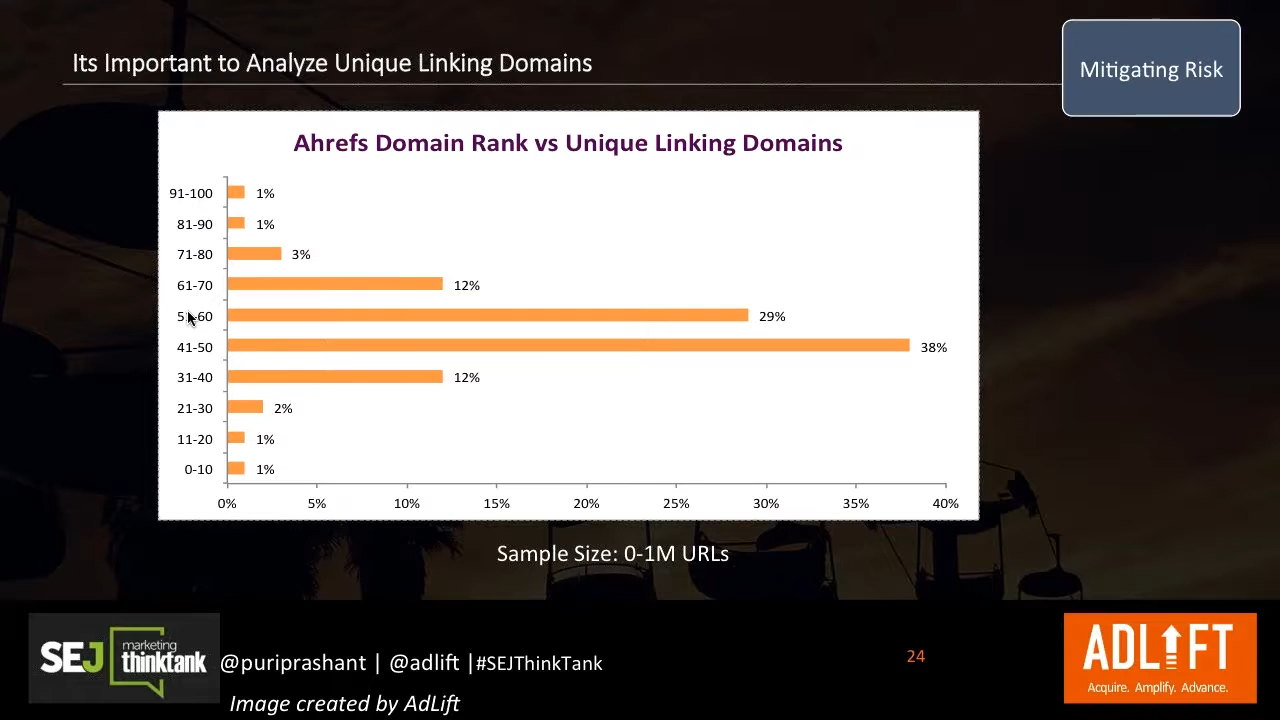 Its Important to Analyze Unique Linking Domains
Mitigating Risk
Ahrefs Domain Rank vs Unique Linking Domains
91-100 1%
81-90 1%
71-80 3%
61-70 12%
29%
41-50 38%
31-40 12%
21-30 2%
11-20 1%
0-10 1%
0% 5% 10% 15% 20% 25% 30% 35% 40%
Sample Size: 0-1M URLs
SEJ marketing thinktank
@puriprashant | @adlift |#SEJThinkTank
Image created by AdLift
24
ADLIFT
Acquire. Amplify. Advance.